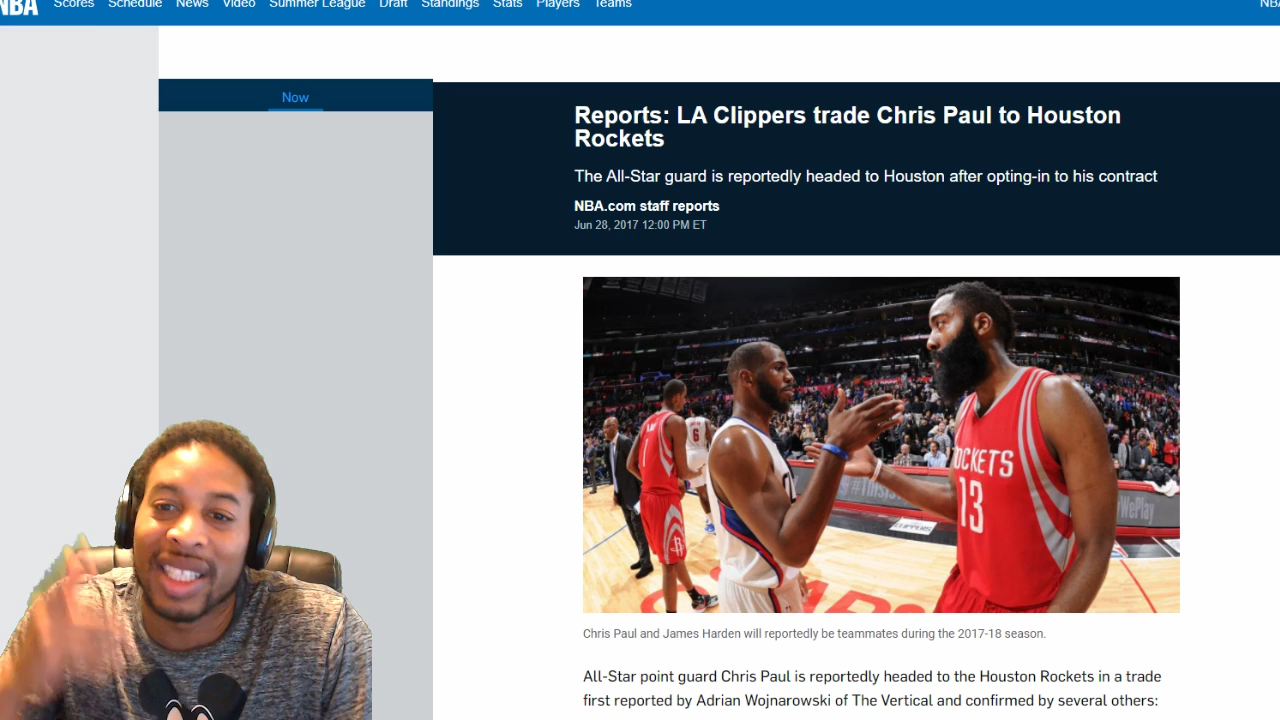 NBA
Scores Schedule News Video Summer League Draft Standings Stats Players Teams
Now
Reports: LA Clippers trade Chris Paul to Houston
Rockets
The All-Star guard is reportedly headed to Houston after opting-in to his contract
NBA.com staff reports
Jun 28, 2017 12:00 PM ET
6
1
ROCKETS
13
CLIPPERS
Chris Paul and James Harden will reportedly be teammates during the 2017-18 season.
All-Star point guard Chris Paul is reportedly headed to the Houston Rockets in a trade
first reported by Adrian Wojnarowski of The Vertical and confirmed by several others: